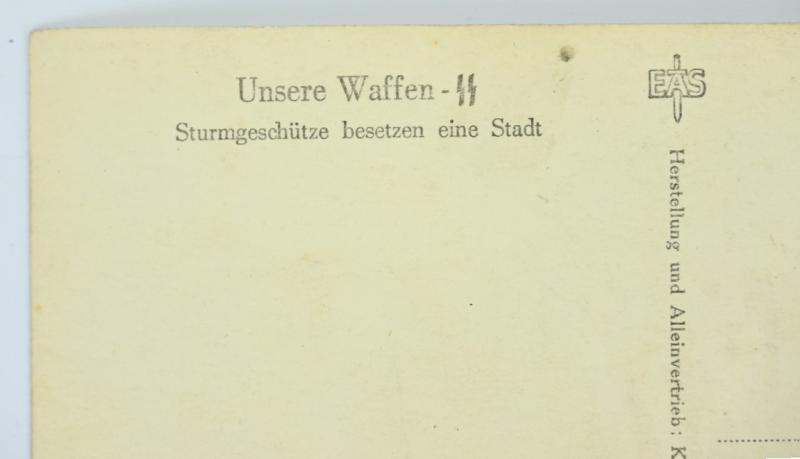 Unsere Waffen-ᛋᛋ
Sturmgeschütze besetzen eine Stadt
EAS
Herstellung und Alleinvertrieb: K